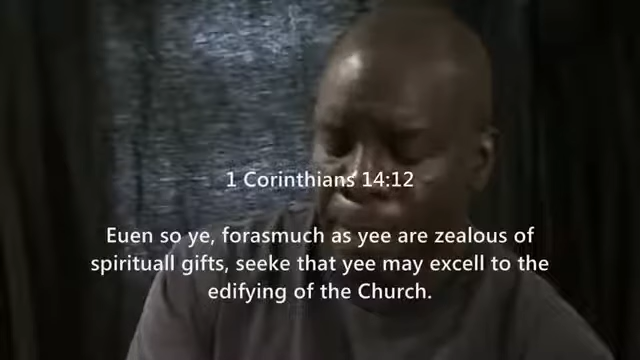 1 Corinthians 14:12
Euen so ye, forasmuch as yee are zealous of
spirituall gifts, seeke that yee may excell to the
edifying of the Church.